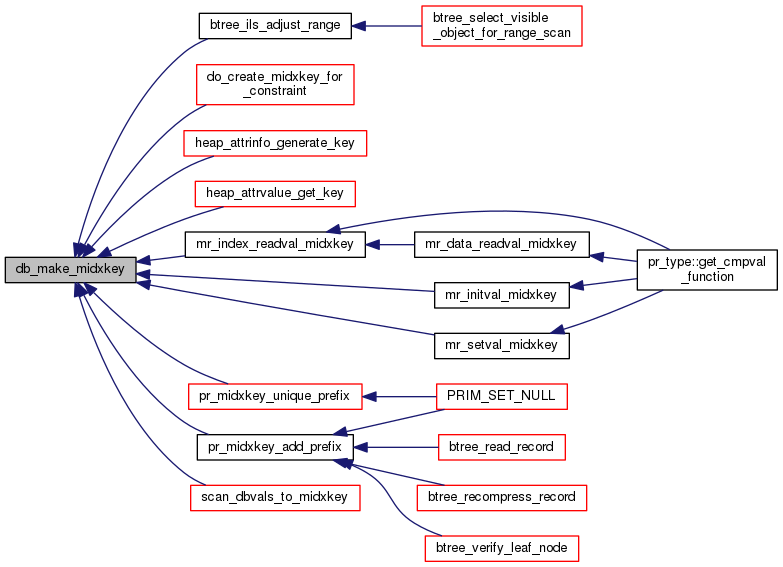 btree_ils_adjust_range
btree_select_visible
_object_for_range_scan
do_create_midxkey_for
_constraint
heap_attrinfo_generate_key
heap_attrvalue_get_key
mr_index_readval_midxkey
mr_data_readval_midxkey
pr_type::get_cmpval
_function
db_make_midxkey
mr_initval_midxkey
mr_setval_midxkey
pr_midxkey_unique_prefix
PRIM_SET_NULL
pr_midxkey_add_prefix
btree_read_record
scan_dbvals_to_midxkey
btree_recompress_record
btree_verify_leaf_node